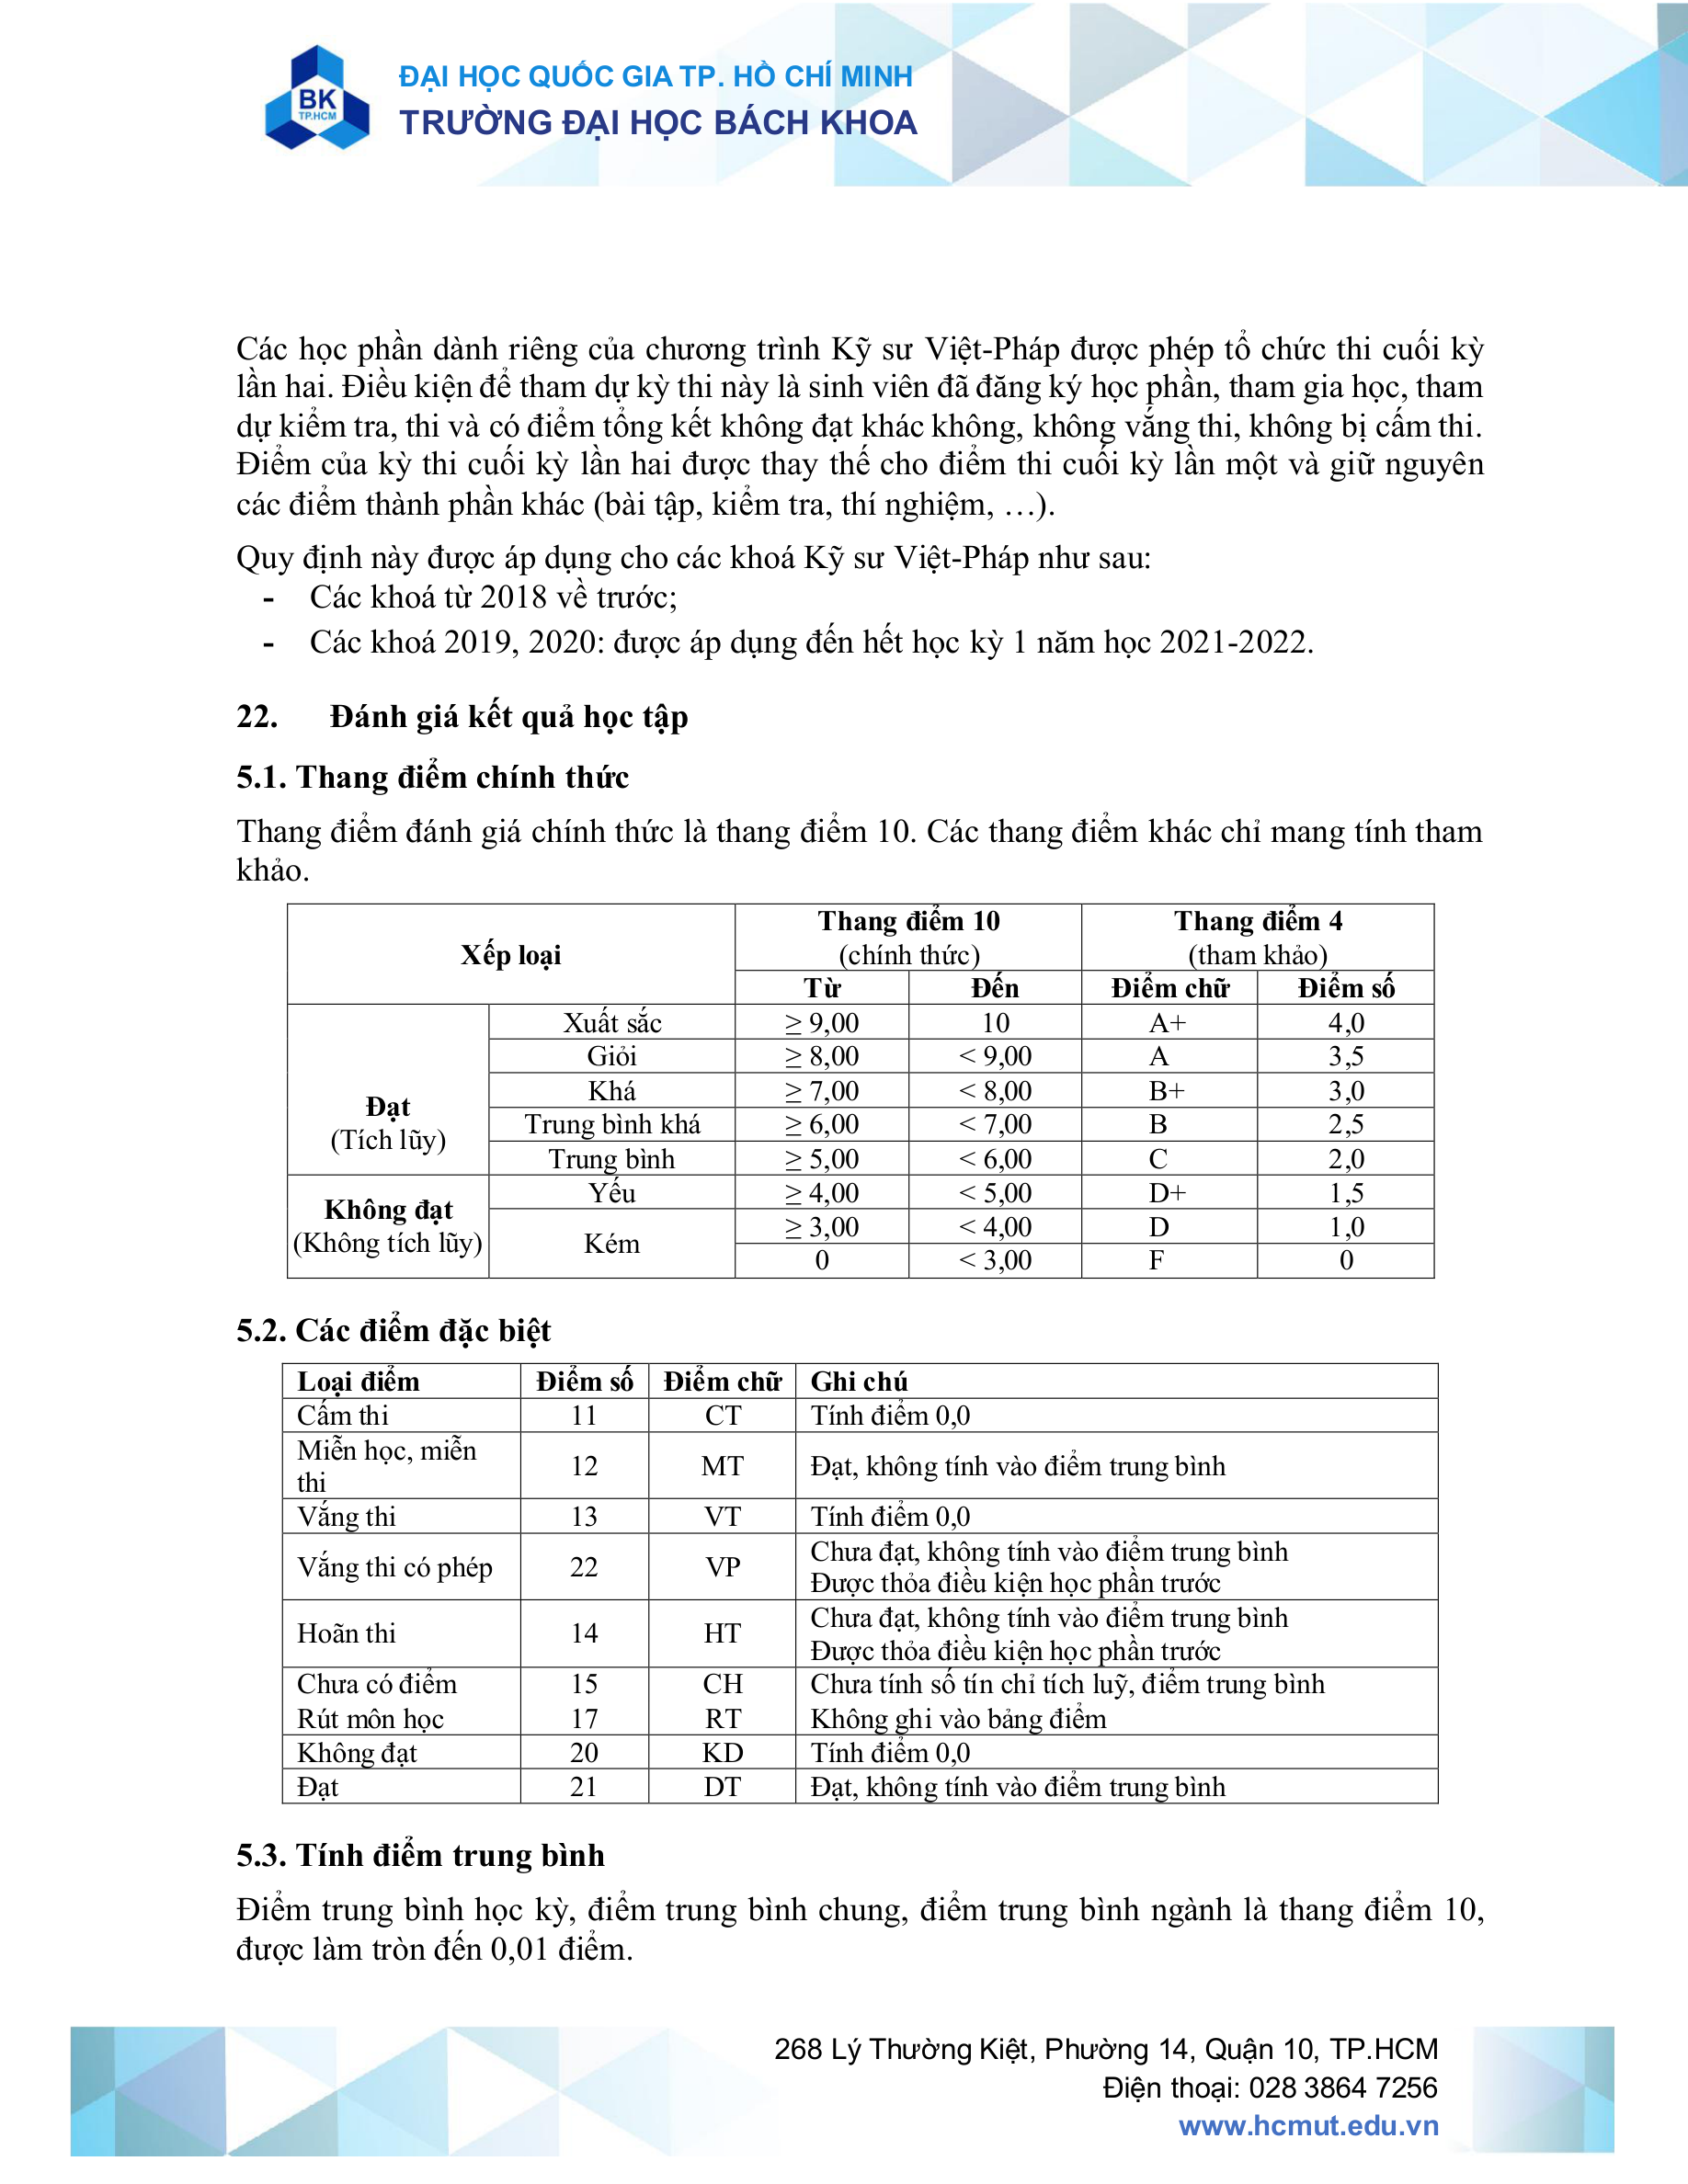 BK
TP.HCM
ĐẠI HỌC QUỐC GIA TP. HỒ CHÍ MINH
TRƯỜNG ĐẠI HỌC BÁCH KHOA
Các học phần dành riêng của chương trình Kỹ sư Việt-Pháp được phép tổ chức thi cuối kỳ
lần hai. Điều kiện để tham dự kỳ thi này là sinh viên đã đăng ký học phần, tham gia học, tham
dự kiểm tra, thi và có điểm tổng kết không đạt khác không, không vắng thi, không bị cấm thi.
Điểm của kỳ thi cuối kỳ lần hai được thay thế cho điểm thi cuối kỳ lần một và giữ nguyên
các điểm thành phần khác (bài tập, kiểm tra, thí nghiệm, …).
Quy định này được áp dụng cho các khoá Kỹ sư Việt-Pháp như sau:
- Các khoá từ 2018 về trước;
- Các khoá 2019, 2020: được áp dụng đến hết học kỳ 1 năm học 2021-2022.
22. Đánh giá kết quả học tập
5.1. Thang điểm chính thức
Thang điểm đánh giá chính thức là thang điểm 10. Các thang điểm khác chỉ mang tính tham
khảo.
Xếp loại
Thang điểm 10 Thang điểm 4
(chính thức) (tham khảo)
Từ Đến Điểm chữ Điểm số
Xuất sắc ≥ 9,00 10 A+ 4,0
Giỏi ≥ 8,00 < 9,00 A 3,5
Khá ≥ 7,00 < 8,00 B+ 3,0
Đạt
(Tích lũy)
Trung bình khá ≥ 6,00 < 7,00 B 2,5
Trung bình ≥ 5,00 < 6,00 C 2,0
Yếu ≥ 4,00 < 5,00 D+ 1,5
Không đạt
(Không tích lũy)
Kém
≥ 3,00 < 4,00 D 1,0
0 < 3,00 F 0
5.2. Các điểm đặc biệt
Loại điểm Điểm số Điểm chữ Ghi chú
Cấm thi 11 CT Tính điểm 0,0
Miễn học, miễn
thi
12 MT Đạt, không tính vào điểm trung bình
Vắng thi 13 VT Tính điểm 0,0
Vắng thi có phép 22 VP Chưa đạt, không tính vào điểm trung bình
Được thỏa điều kiện học phần trước
Hoãn thi 14 HT Chưa đạt, không tính vào điểm trung bình
Được thỏa điều kiện học phần trước
Chưa có điểm 15 CH Chưa tính số tín chỉ tích luỹ, điểm trung bình
Rút môn học 17 RT Không ghi vào bảng điểm
Không đạt 20 KD Tính điểm 0,0
Đạt 21 DT Đạt, không tính vào điểm trung bình
5.3. Tính điểm trung bình
Điểm trung bình học kỳ, điểm trung bình chung, điểm trung bình ngành là thang điểm 10,
được làm tròn đến 0,01 điểm.
268 Lý Thường Kiệt, Phường 14, Quận 10, TP.HCM
Điện thoại: 028 3864 7256
www.hcmut.edu.vn